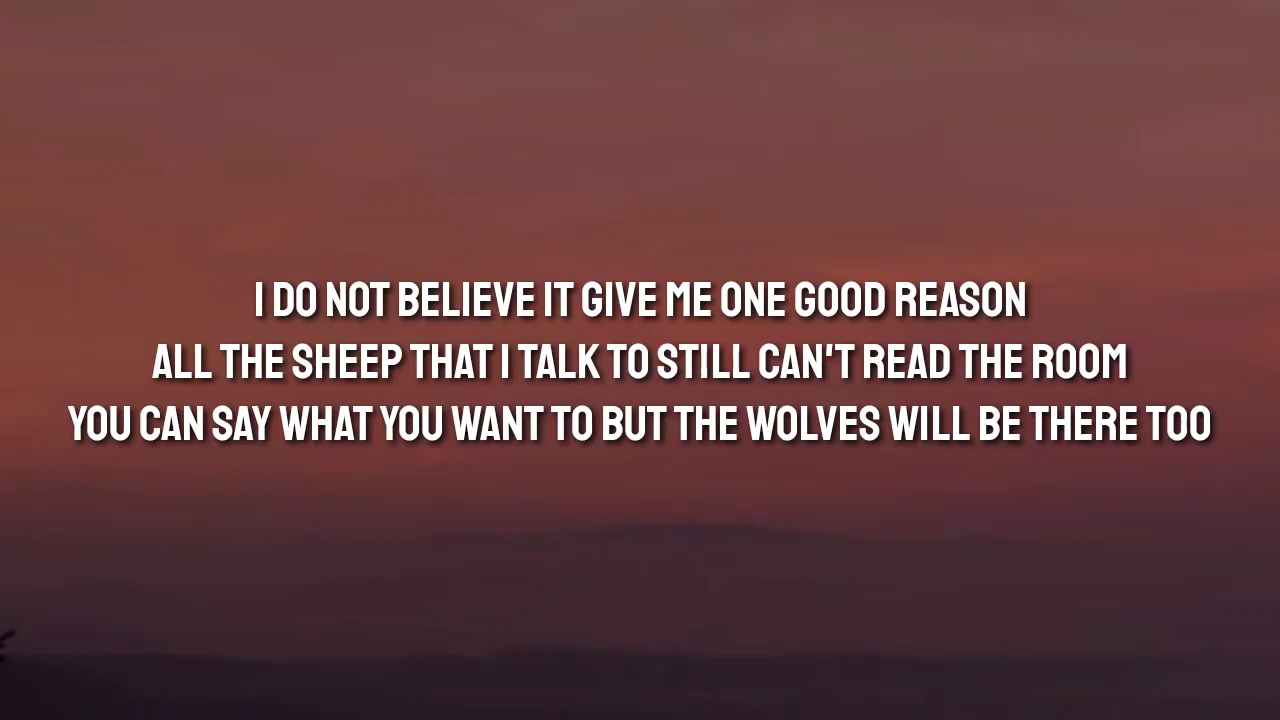 I DO NOT BELIEVE IT GIVE ME ONE GOOD REASON
ALL THE SHEEP THAT I TALK TO STILL CAN'T READ THE ROOM
YOU CAN SAY WHAT YOU WANT TO BUT THE WOLVES WILL BE THERE TOO